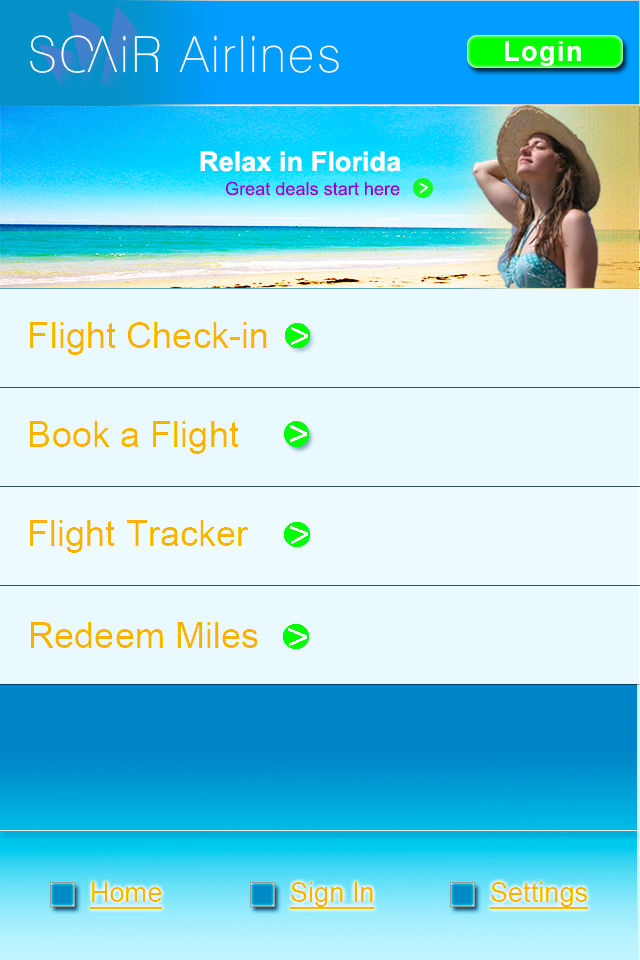 SOAiR Airlines
Login
Relax in Florida
Great deals start here
Flight Check-in
Book a Flight
Flight Tracker
Redeem Miles
Home
Sign In
Settings